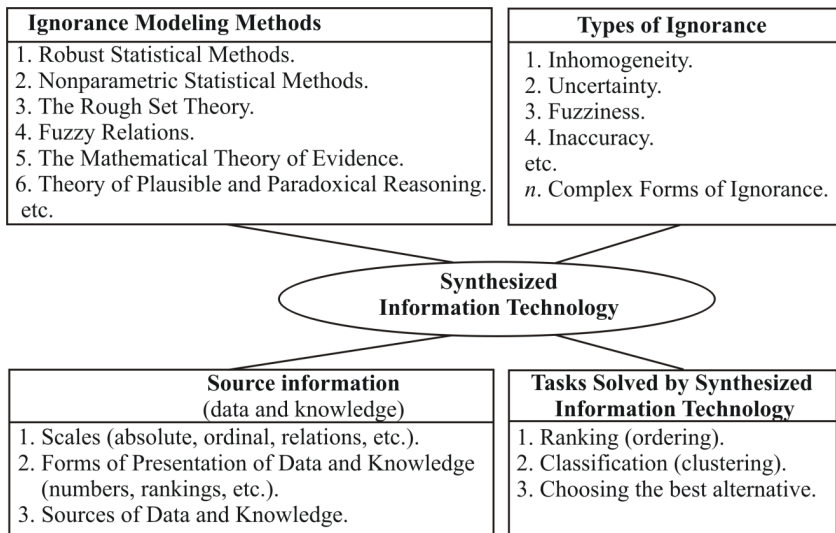 Ignorance Modeling Methods
1. Robust Statistical Methods.
2. Nonparametric Statistical Methods.
3. The Rough Set Theory.
4. Fuzzy Relations.
5. The Mathematical Theory of Evidence.
6. Theory of Plausible and Paradoxical Reasoning.
etc.
Types of Ignorance
1. Inhomogeneity.
2. Uncertainty.
3. Fuzziness.
4. Inaccuracy.
etc.
n. Complex Forms of Ignorance.
Synthesized
Information Technology
Source information
(data and knowledge)
1. Scales (absolute, ordinal, relations, etc.).
2. Forms of Presentation of Data and Knowledge
(numbers, rankings, etc.).
3. Sources of Data and Knowledge.
Tasks Solved by Synthesized
Information Technology
1. Ranking (ordering).
2. Classification (clustering).
3. Choosing the best alternative.